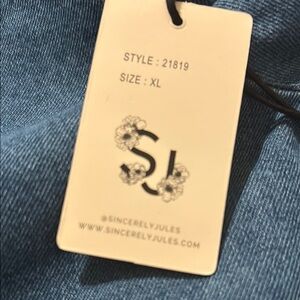 STYLE : 21819
SIZE : XL
SJ
@SINCERELYJULES
WWW.SINCERELYJULES.COM